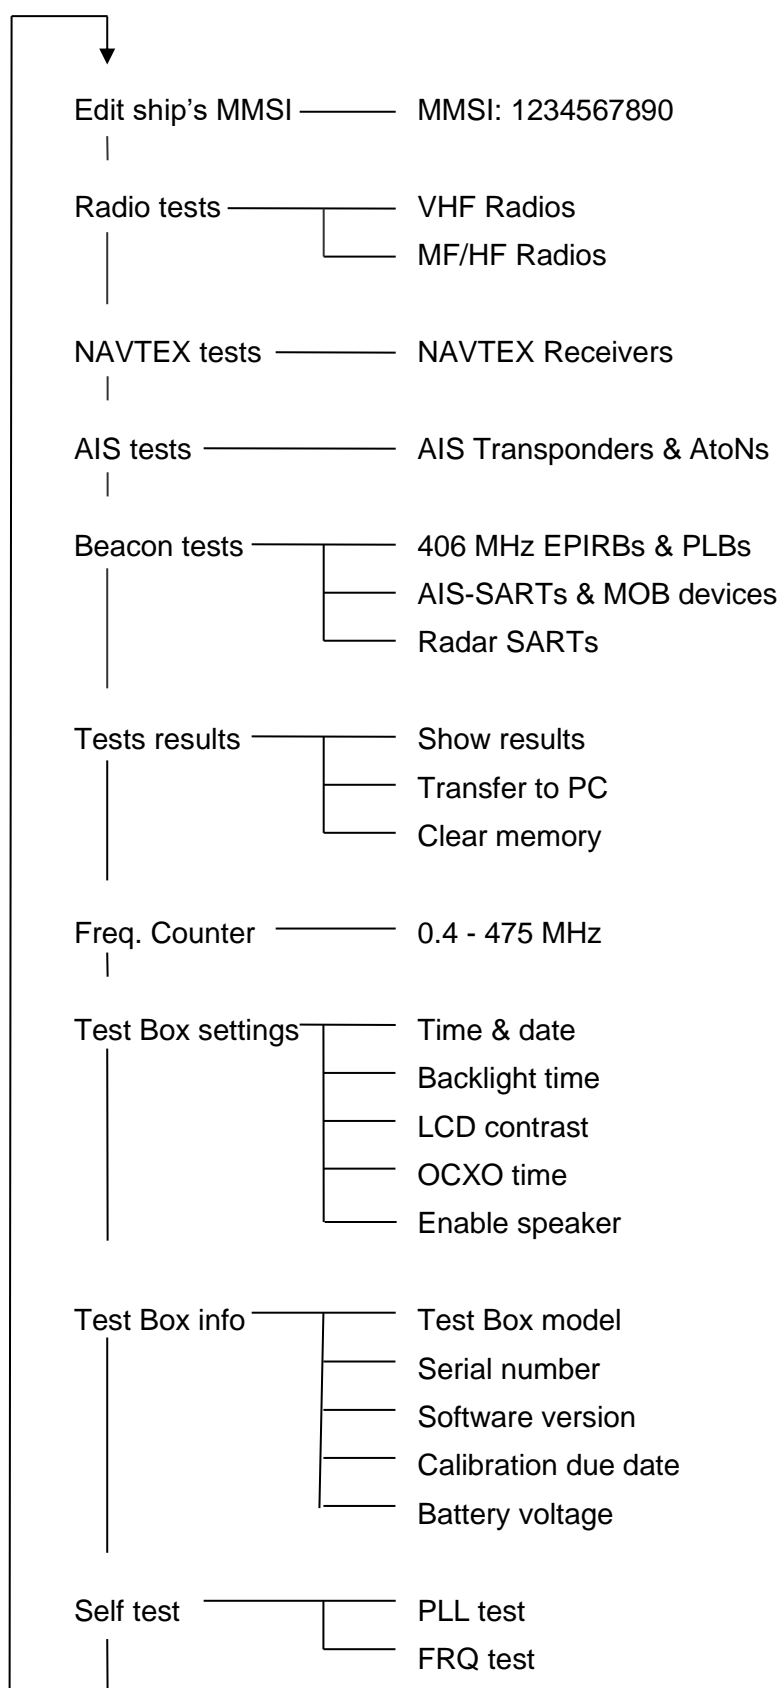 Edit ship's MMSI MMSI: 1234567890
Radio tests VHF Radios
MF/HF Radios
NAVTEX tests NAVTEX Receivers
AIS tests AIS Transponders & AtoNs
Beacon tests 406 MHz EPIRBs & PLBs
AIS-SARTs & MOB devices
Radar SARTs
Tests results Show results
Transfer to PC
Clear memory
Freq. Counter 0.4 - 475 MHz
Test Box settings Time & date
Backlight time
LCD contrast
OCXO time
Enable speaker
Test Box info Test Box model
Serial number
Software version
Calibration due date
Battery voltage
Self test PLL test
FRQ test